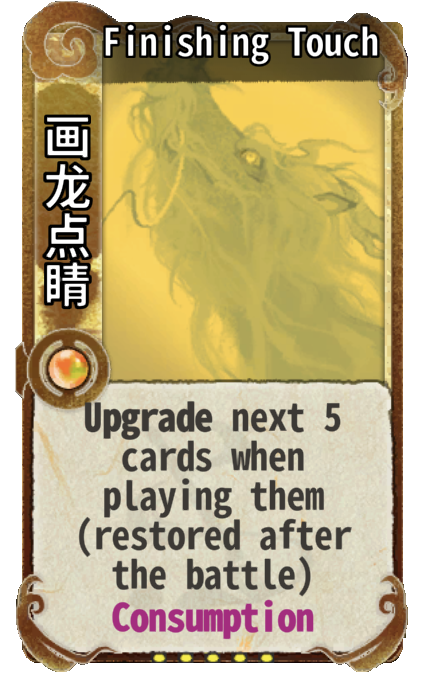 Finishing Touch
画龙点睛
Upgrade next 5
cards when
playing them
(restored after
the battle)
Consumption